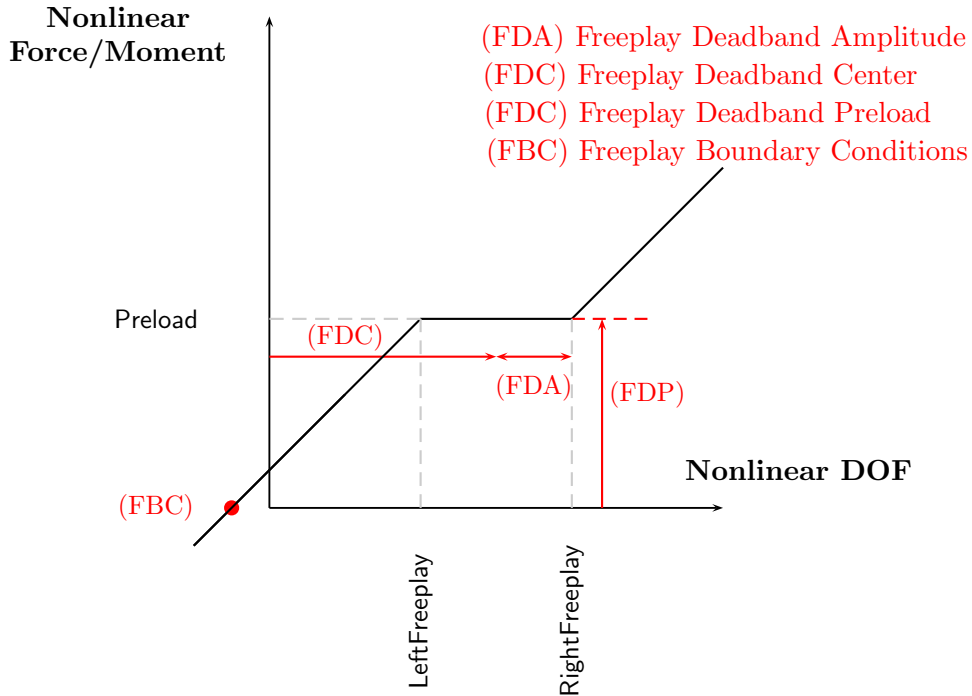 Nonlinear
Force/Moment
(FDA) Freeplay Deadband Amplitude
(FDC) Freeplay Deadband Center
(FDC) Freeplay Deadband Preload
(FBC) Freeplay Boundary Conditions
Preload
(FDC)
(FDA)
(FDP)
Nonlinear DOF
(FBC)
LeftFreeplay
RightFreeplay